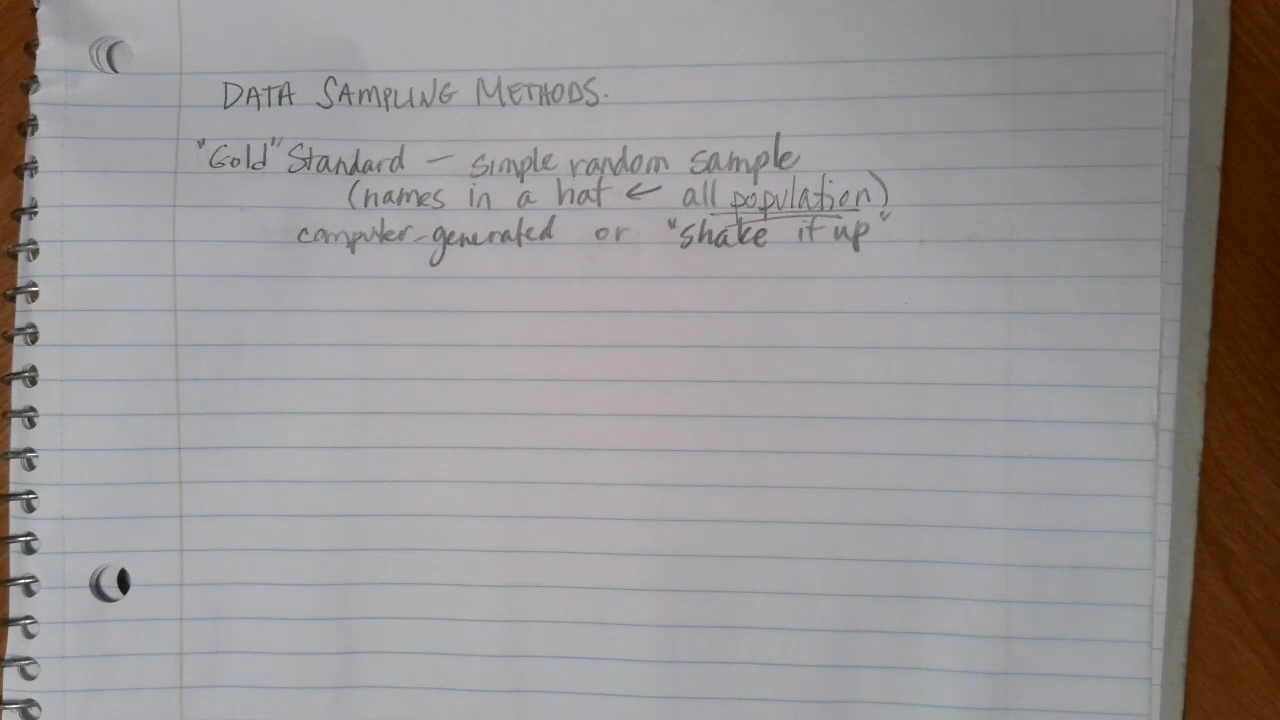 DATA SAMPLING METHODS.
"Gold" Standard – simple random sample
(names in a hat ← all population)
computer-generated or "shake it up"